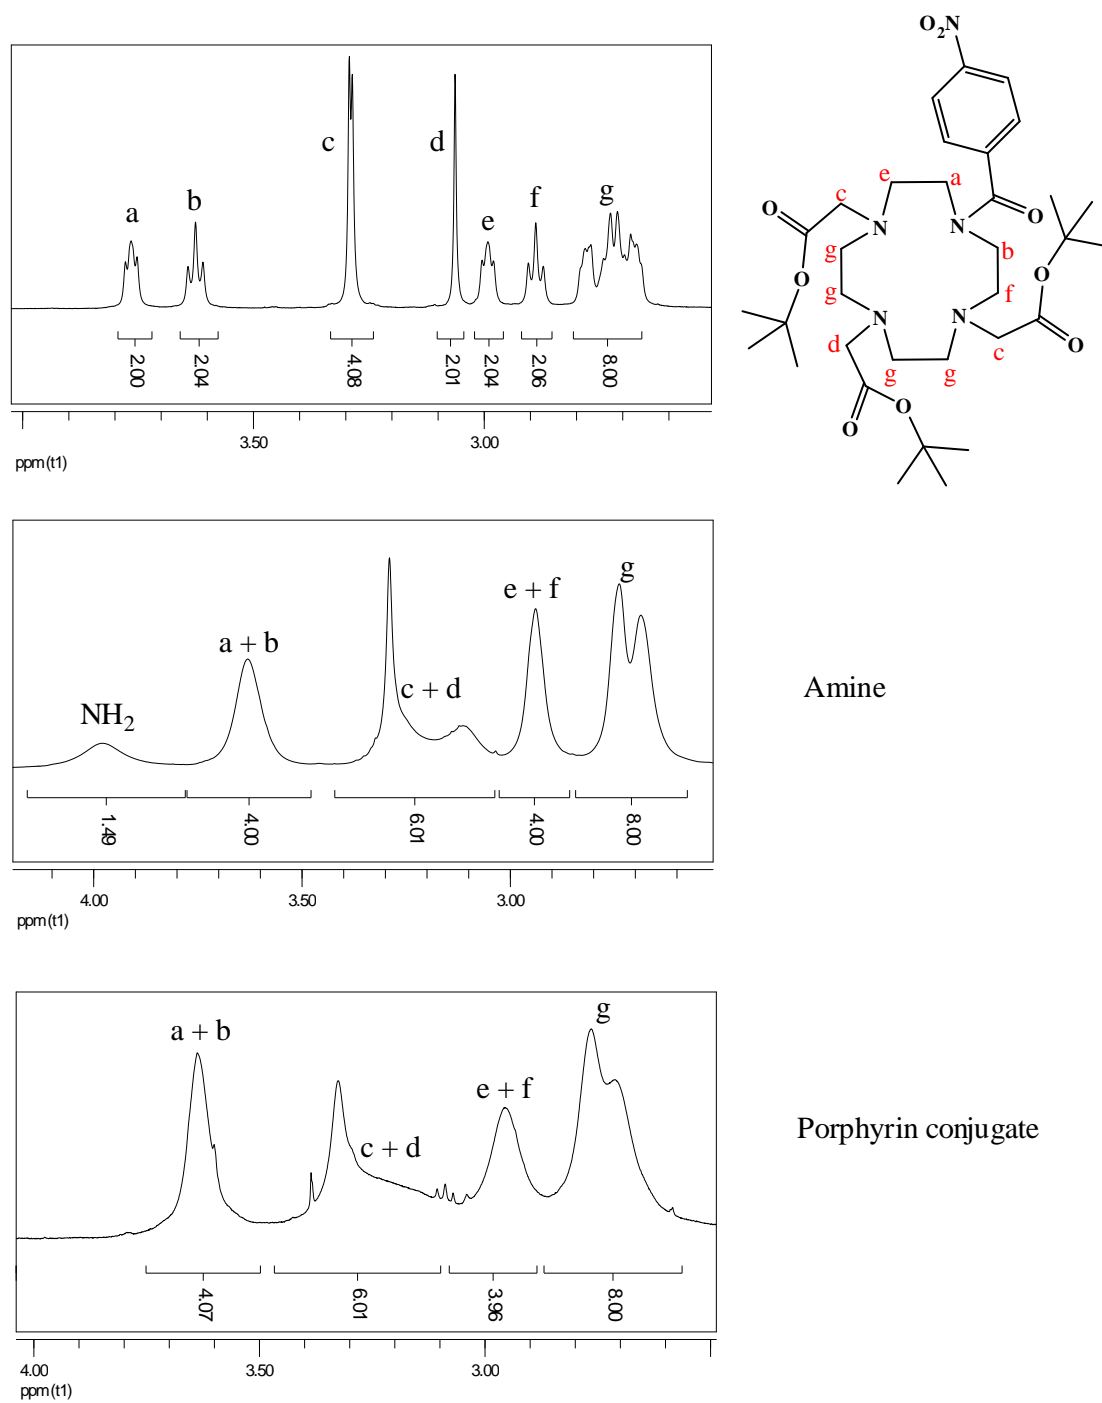 O2N
a
b
c
d
e
f
g
2.00
2.04
4.08
2.01
2.04
2.06
8.00
3.50
3.00
ppm (t1)
e
a
c
O
N
N
O
g
b
O
g
f
O
N
N
O
d
c
g
g
O
O
NH2
a + b
c + d
e + f
g
1.49
4.00
6.01
4.00
8.00
4.00
3.50
3.00
ppm (t1)
Amine
a + b
c + d
e + f
g
4.07
6.01
3.96
8.00
4.00
3.50
3.00
ppm (t1)
Porphyrin conjugate